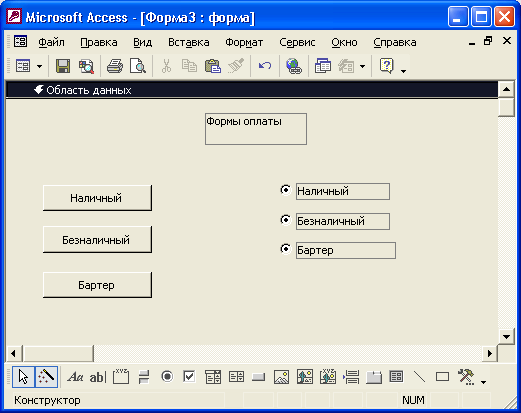 Microsoft Access - [Форма3 : форма]
Файл Правка Вид Вставка Формат Сервис Окно Справка
Область данных
Формы оплаты
Наличный
Наличный
Безналичный
Безналичный
Бартер
Бартер
Aa ab| XYZ
Конструктор NUM